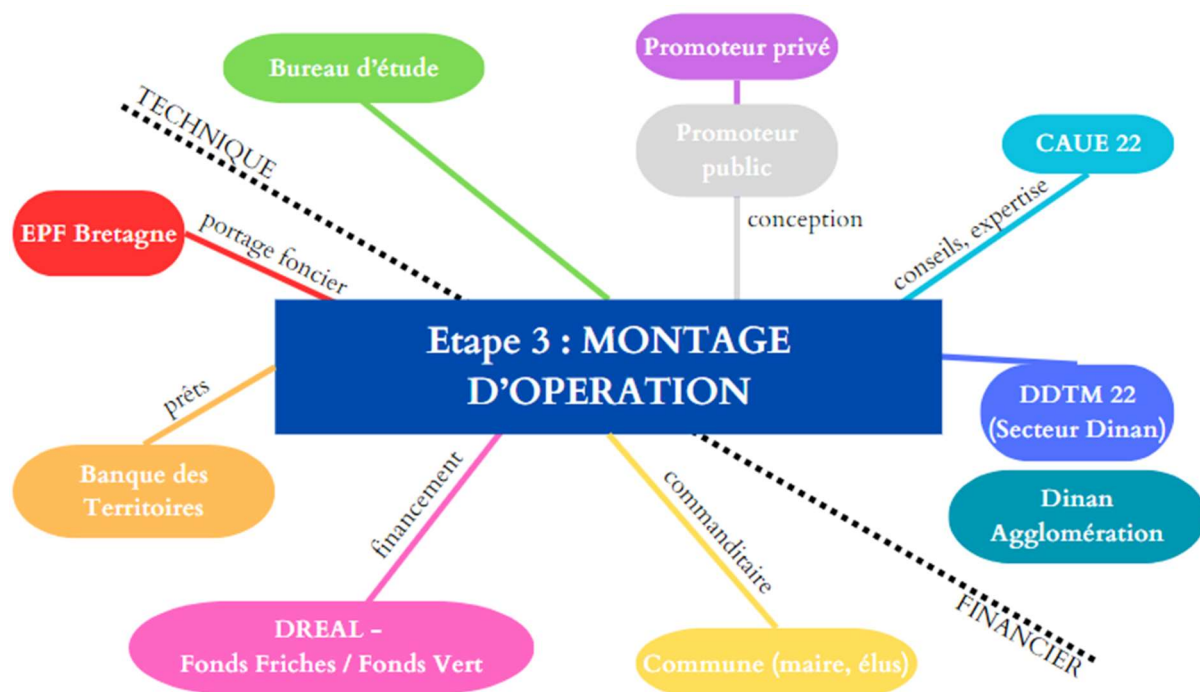 Promoteur privé
Bureau d'étude
TECHNIQUE
Promoteur
public
CAUE 22
EPF Bretagne
portage foncier
conception
conseils, expertise
Etape 3 : MONTAGE
D'OPERATION
prêts
DDTM 22
(Secteur Dinan)
Banque des
Territoires
financement
commanditaire
Dinan
Agglomération
FINANCIER
DREAL -
Fonds Friches / Fonds Vert
Commune (maire, élus)